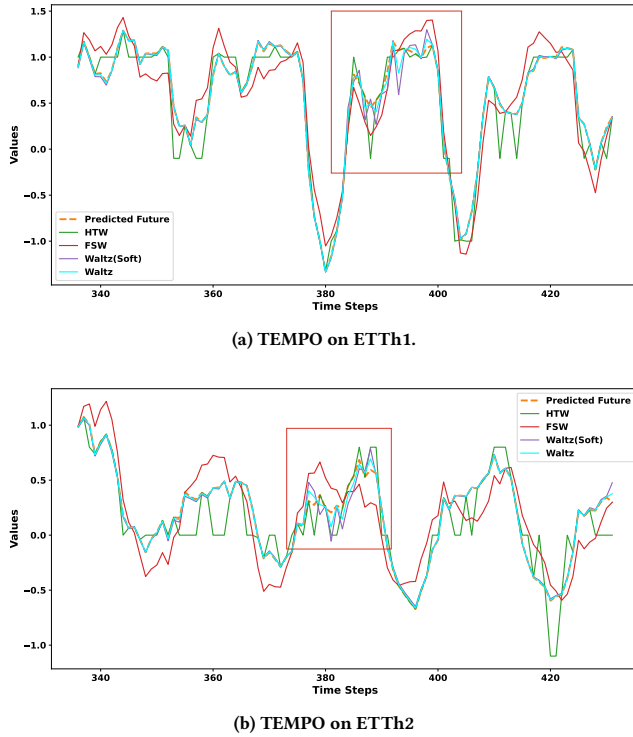 1.5
1.0
0.5
0.0
−0.5
−1.0
Values
Predicted Future
HTW
FSW
Waltz(Soft)
Waltz
340
360
380
400
420
Time Steps
(a) TEMPO on ETTh1.
1.0
0.5
0.0
−0.5
−1.0
Values
Predicted Future
HTW
FSW
Waltz(Soft)
Waltz
340
360
380
400
420
Time Steps
(b) TEMPO on ETTh2